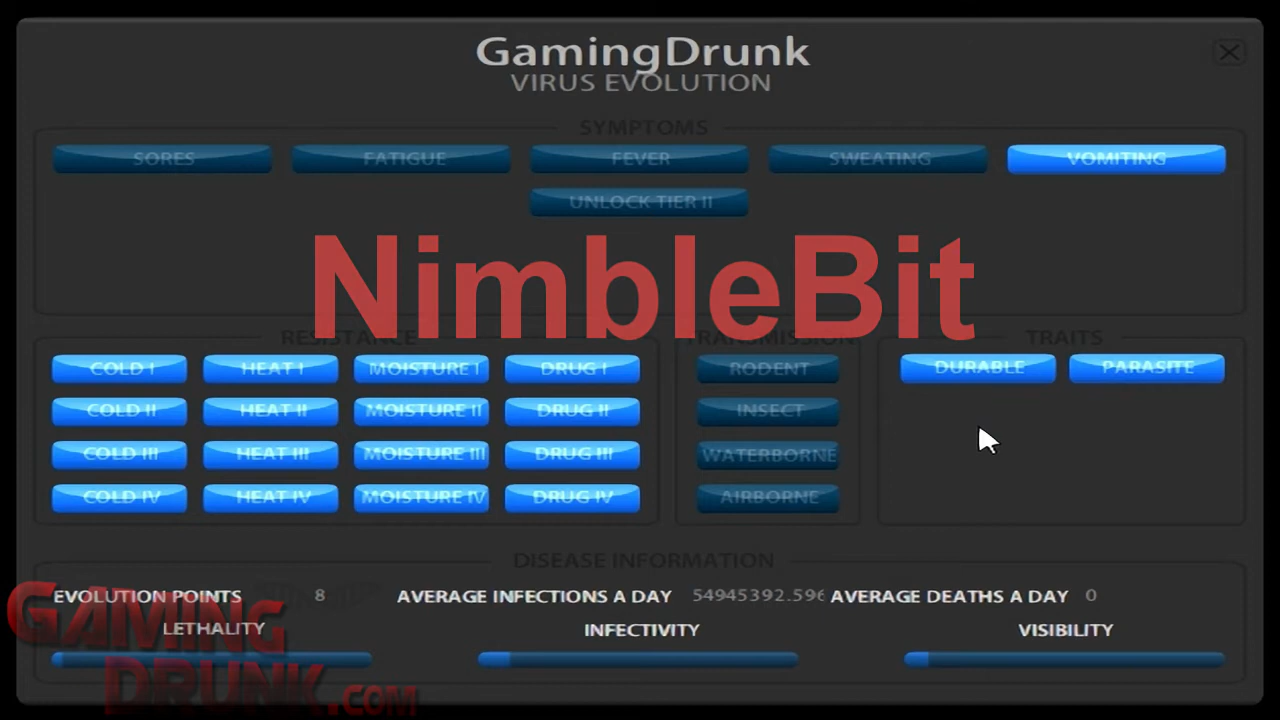 GamingDrunk
VIRUS EVOLUTION
SYMPTOMS
SORES FATIGUE FEVER SWEATING VOMITING
UNLOCK TIER II
NimbleBit
RESISTANCE TRANSMISSION TRAITS
COLD I HEAT I MOISTURE I DRUG I RODENT DURABLE PARASITE
COLD II HEAT II MOISTURE II DRUG II INSECT
COLD III HEAT III MOISTURE III DRUG III WATERBORNE
COLD IV HEAT IV MOISTURE IV DRUG IV AIRBORNE
DISEASE INFORMATION
EVOLUTION POINTS 8 AVERAGE INFECTIONS A DAY 54945392.596 AVERAGE DEATHS A DAY 0
LETHALITY INFECTIVITY VISIBILITY
GAMING
DRUNK.COM